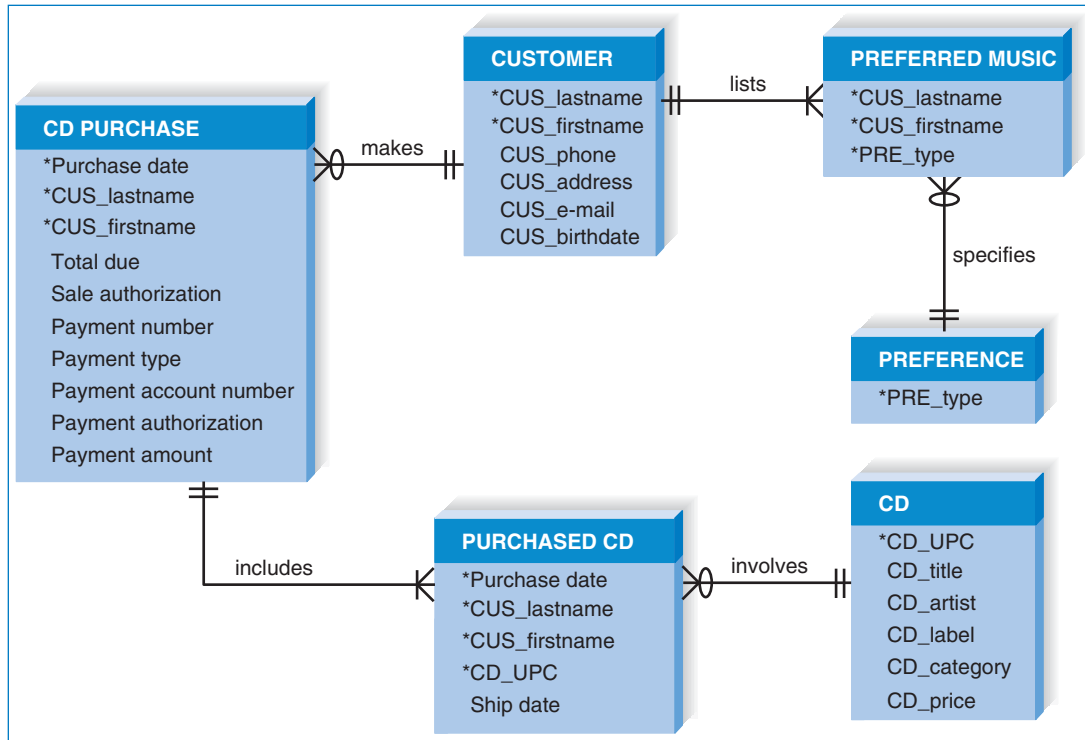 CD PURCHASE
*Purchase date
*CUS_lastname
*CUS_firstname
Total due
Sale authorization
Payment number
Payment type
Payment account number
Payment authorization
Payment amount
makes
CUSTOMER
*CUS_lastname
*CUS_firstname
CUS_phone
CUS_address
CUS_e-mail
CUS_birthdate
lists
PREFERRED MUSIC
*CUS_lastname
*CUS_firstname
*PRE_type
specifies
PREFERENCE
*PRE_type
includes
PURCHASED CD
*Purchase date
*CUS_lastname
*CUS_firstname
*CD_UPC
Ship date
involves
CD
*CD_UPC
CD_title
CD_artist
CD_label
CD_category
CD_price